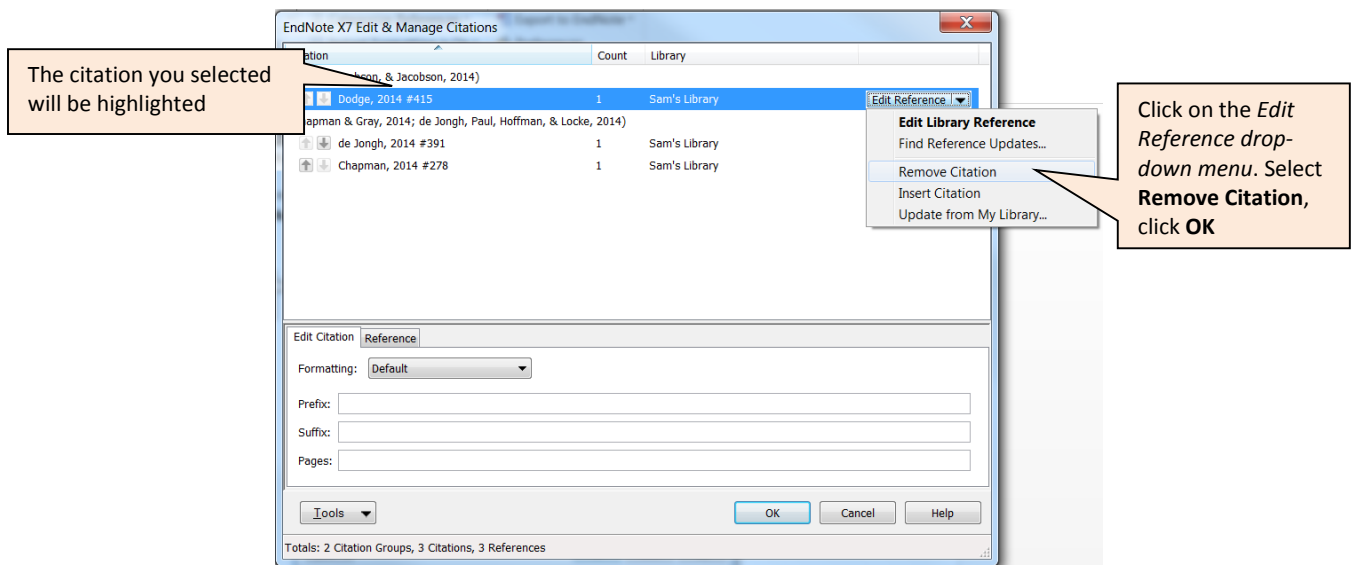 EndNote X7 Edit & Manage Citations
X
Count Library
The citation you selected
will be highlighted
& Jacobson, 2014)
Dodge, 2014 #415 1 Sam's Library Edit Reference
& Gray, 2014; de Jongh, Paul, Hoffman, & Locke, 2014)
de Jongh, 2014 #391 1 Sam's Library
Chapman, 2014 #278 1 Sam's Library
Edit Library Reference
Find Reference Updates...
Remove Citation
Insert Citation
Update from My Library...
Click on the Edit
Reference drop-
down menu. Select
Remove Citation,
click OK
Edit Citation Reference
Formatting: Default
Prefix:
Suffix:
Pages:
Tools OK Cancel Help
Totals: 2 Citation Groups, 3 Citations, 3 References